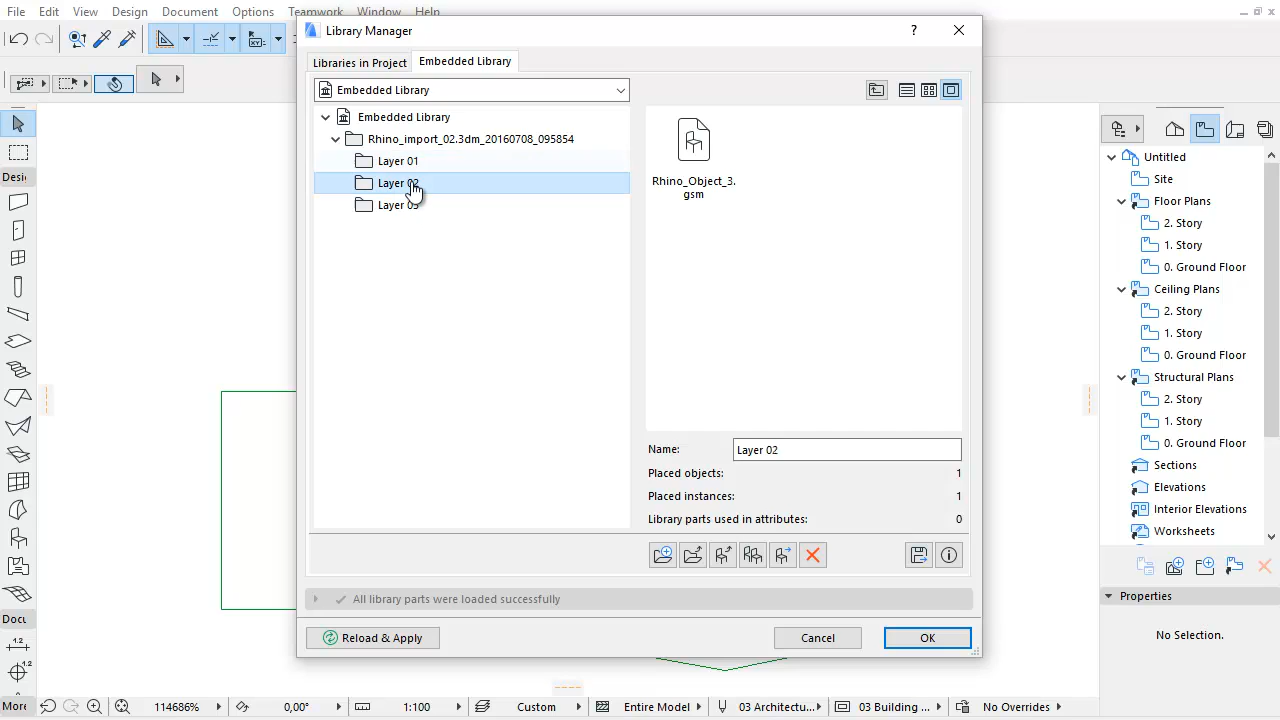 File Edit View Design Document Options Teamwork Window Help
Library Manager
?
Libraries in Project
Embedded Library
Embedded Library
Embedded Library
Rhino_import_02.3dm_20160708_095854
Layer 01
Layer 02
Layer 03
Rhino_Object_3.
gsm
Name: Layer 02
Placed objects: 1
Placed instances: 1
Library parts used in attributes: 0
All library parts were loaded successfully
Reload & Apply
Cancel
OK
Desi
1.2
1.2
Docu
More
Untitled
Site
Floor Plans
2. Story
1. Story
0. Ground Floor
Ceiling Plans
2. Story
1. Story
0. Ground Floor
Structural Plans
2. Story
1. Story
0. Ground Floor
Sections
Elevations
Interior Elevations
Worksheets
Properties
No Selection.
114686% 0,00° 1:100 Custom Entire Model 03 Architectu... 03 Building ... No Overrides